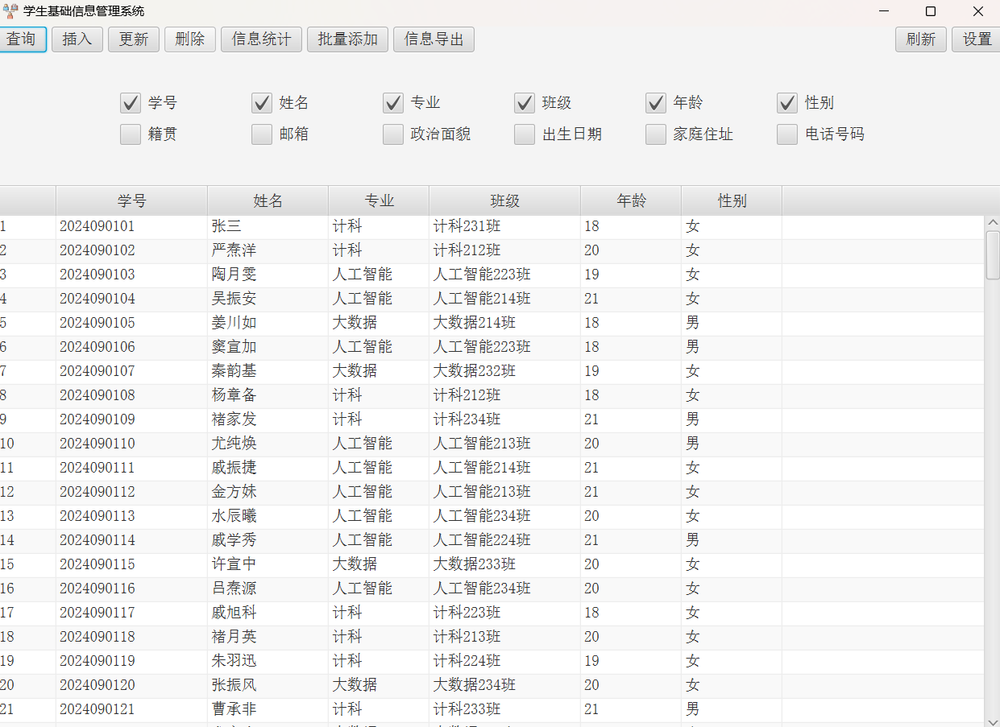 学生基础信息管理系统
查询 插入 更新 删除 信息统计 批量添加 信息导出 刷新 设置
学号 姓名 专业 班级 年龄 性别
籍贯 邮箱 政治面貌 出生日期 家庭住址 电话号码
学号 姓名 专业 班级 年龄 性别
1 2024090101 张三 计科 计科231班 18 女
2 2024090102 严焘洋 计科 计科212班 20 女
3 2024090103 陶月雯 人工智能 人工智能223班 19 女
4 2024090104 吴振安 人工智能 人工智能214班 21 女
5 2024090105 姜川如 大数据 大数据214班 18 男
6 2024090106 窦宣加 人工智能 人工智能223班 18 男
7 2024090107 秦韵基 大数据 大数据232班 19 女
8 2024090108 杨章备 计科 计科212班 18 女
9 2024090109 褚家发 计科 计科234班 21 男
10 2024090110 尤纯焕 人工智能 人工智能213班 20 男
11 2024090111 戚振捷 人工智能 人工智能214班 21 女
12 2024090112 金方妹 人工智能 人工智能213班 21 女
13 2024090113 水辰曦 人工智能 人工智能234班 20 女
14 2024090114 戚学秀 人工智能 人工智能224班 21 男
15 2024090115 许宣中 大数据 大数据233班 20 女
16 2024090116 吕焘源 人工智能 人工智能234班 20 女
17 2024090117 戚旭科 计科 计科223班 18 女
18 2024090118 褚月英 计科 计科213班 20 女
19 2024090119 朱羽迅 计科 计科224班 19 女
20 2024090120 张振风 大数据 大数据234班 20 女
21 2024090121 曹承非 计科 计科233班 21 男